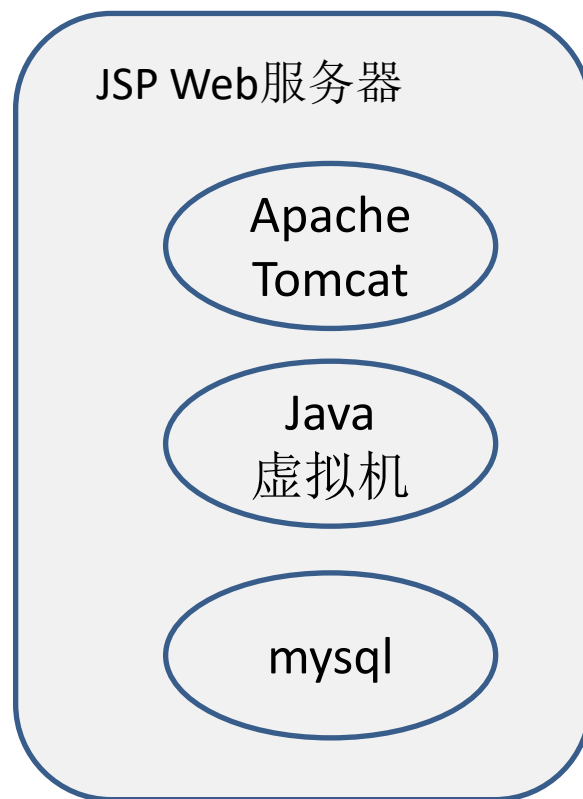 JSP Web服务器
Apache
Tomcat
Java
虚拟机
mysql